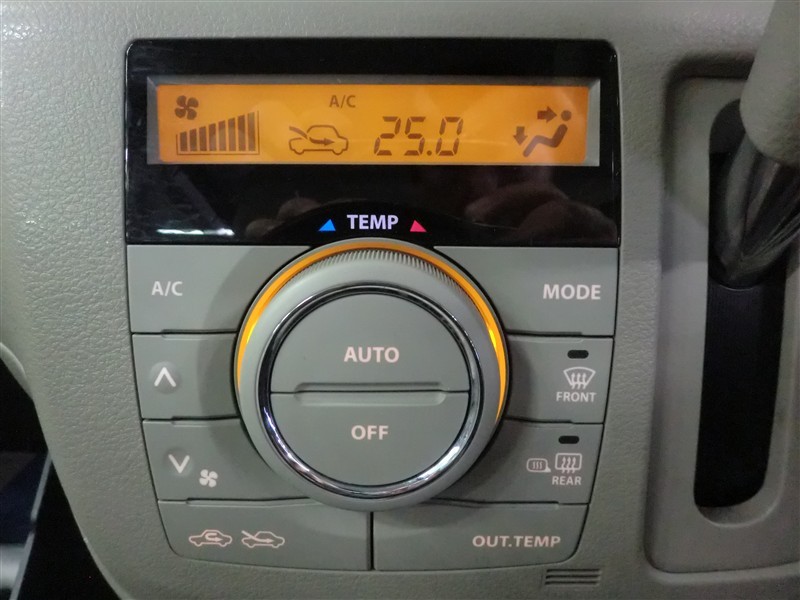 A/C
25.0
TEMP
A/C
MODE
AUTO
FRONT
OFF
REAR
OUT.TEMP